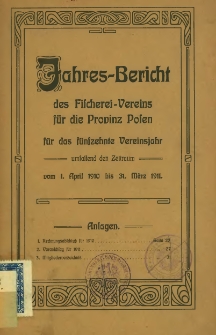 Jahres-Bericht
des Fischerei-Vereins
für die Provinz Posen
für das fünfzehnte Vereinsjahr
umfassend den Zeitraum
vom 1. April 1910 bis 31. März 1911.
Anlagen.